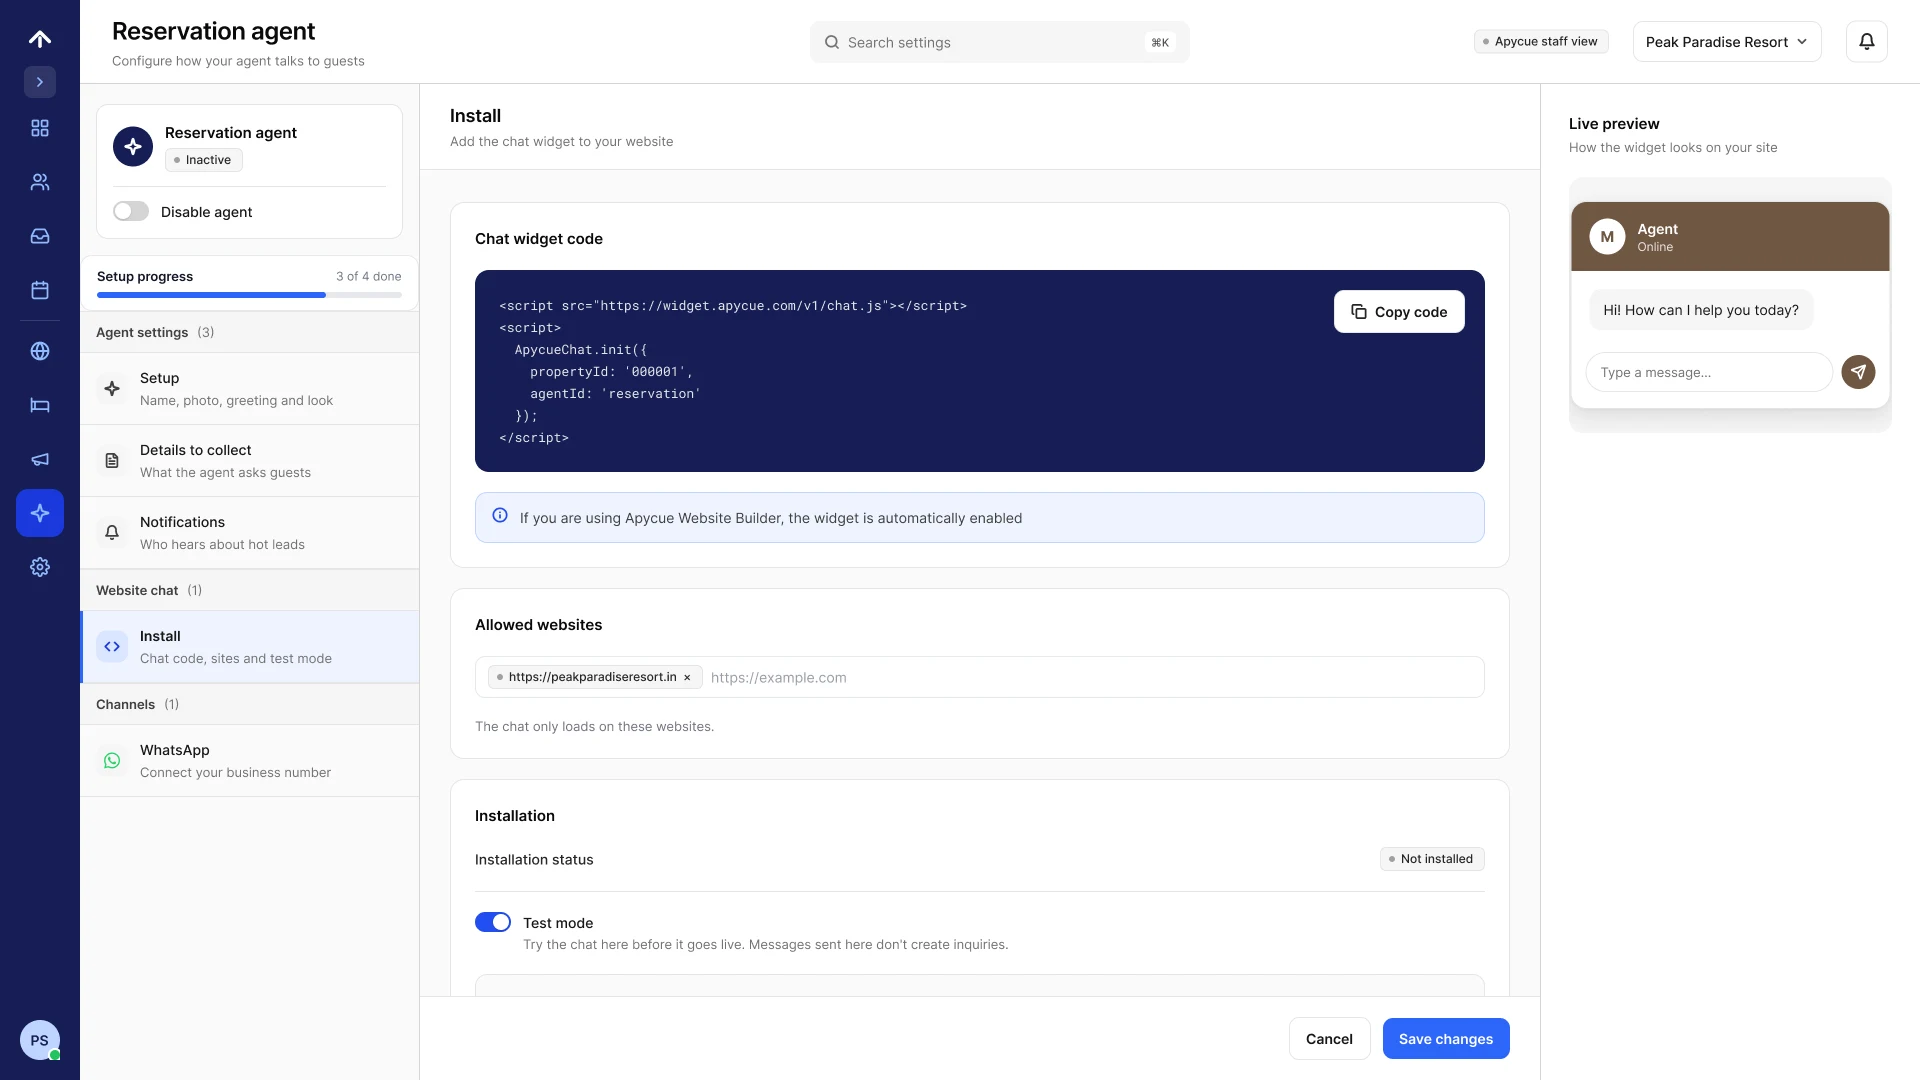 Reservation agent
Configure how your agent talks to guests
Search settings
⌘K
Apycue staff view
Peak Paradise Resort
Reservation agent
Inactive
Disable agent
Setup progress
3 of 4 done
Agent settings (3)
Setup
Name, photo, greeting and look
Details to collect
What the agent asks guests
Notifications
Who hears about hot leads
Website chat (1)
Install
Chat code, sites and test mode
Channels (1)
WhatsApp
Connect your business number
PS
Install
Add the chat widget to your website
Chat widget code
<script src="https://widget.apycue.com/v1/chat.js"></script>
<script>
  ApycueChat.init({
    propertyId: '000001',
    agentId: 'reservation'
  });
</script>
Copy code
If you are using Apycue Website Builder, the widget is automatically enabled
Allowed websites
https://peakparadiseresort.in ×
https://example.com
The chat only loads on these websites.
Installation
Installation status
Not installed
Test mode
Try the chat here before it goes live. Messages sent here don't create inquiries.
Cancel
Save changes
Live preview
How the widget looks on your site
M
Agent
Online
Hi! How can I help you today?
Type a message...